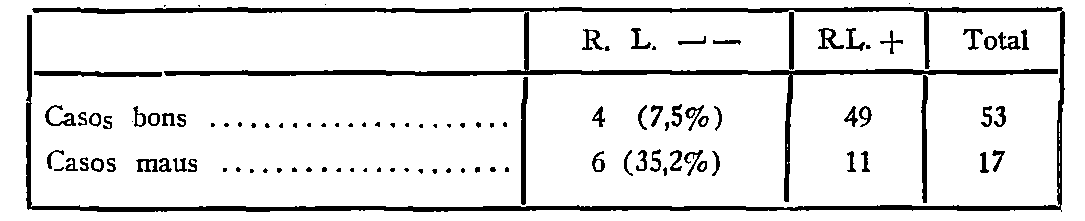 R. L. — — R.L. + Total
Casos bons ...................... 4 (7,5%) 49 53
Casos maus ..................... 6 (35,2%) 11 17